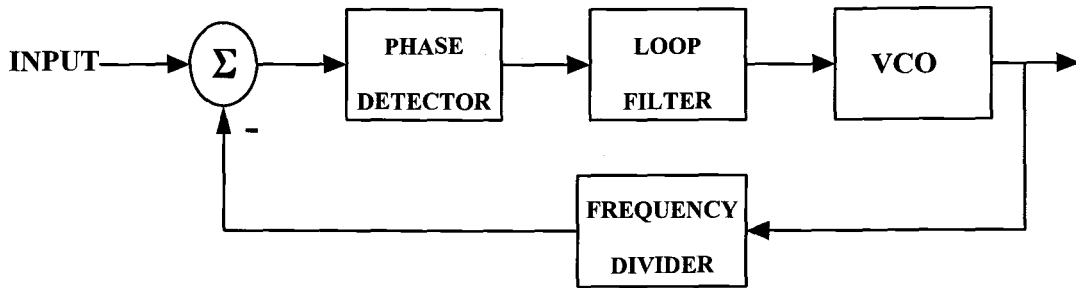 INPUT
Σ
PHASE
DETECTOR
LOOP
FILTER
VCO
-
FREQUENCY
DIVIDER